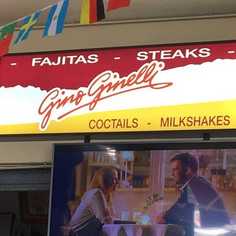 - FAJITAS - STEAKS -
Gino Ginelli
COCTAILS - MILKSHAKES